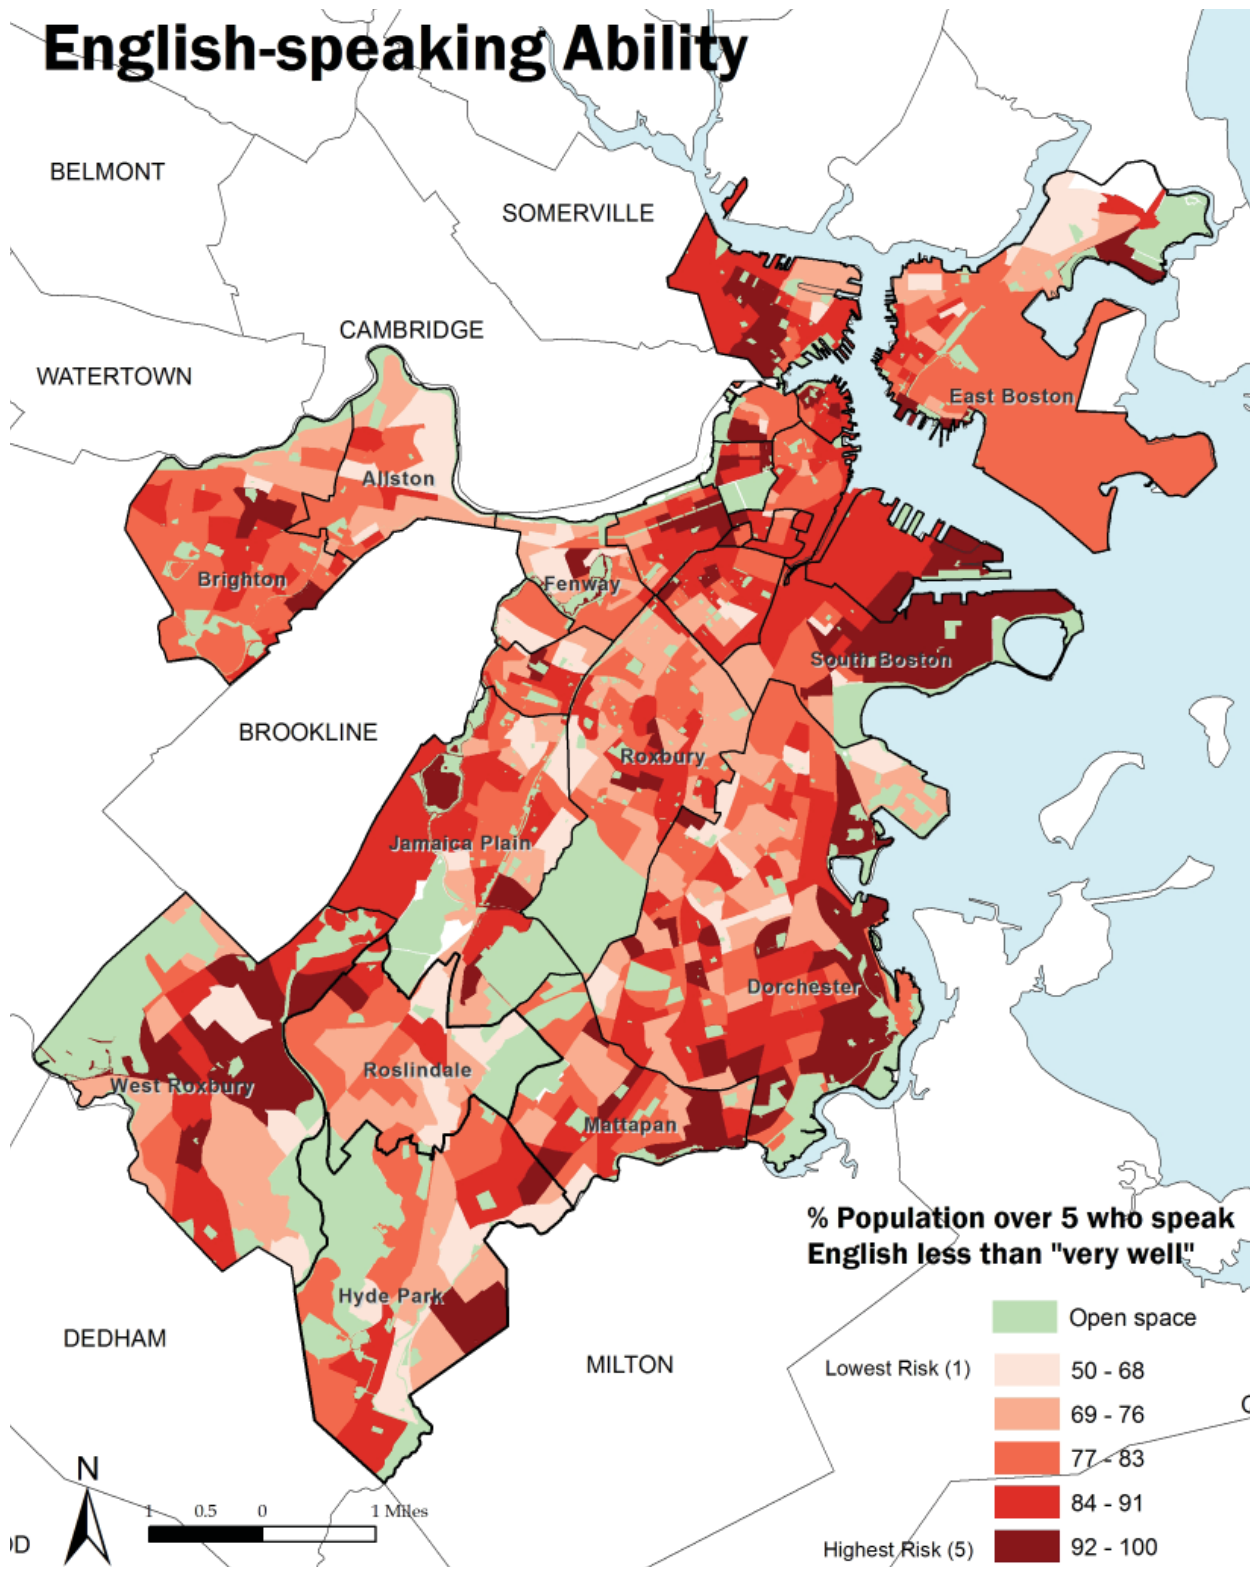 English-speaking Ability
BELMONT
SOMERVILLE
CAMBRIDGE
WATERTOWN
East Boston
Allston
Brighton
Fenway
South Boston
BROOKLINE
Roxbury
Jamaica Plain
Dorchester
Roslindale
West Roxbury
Mattapan
% Population over 5 who speak
English less than "very well"
Hyde Park
Open space
DEDHAM
MILTON
Lowest Risk (1)
50 - 68
69 - 76
77 - 83
84 - 91
Highest Risk (5)
92 - 100
N
1 0.5 0 1 Miles